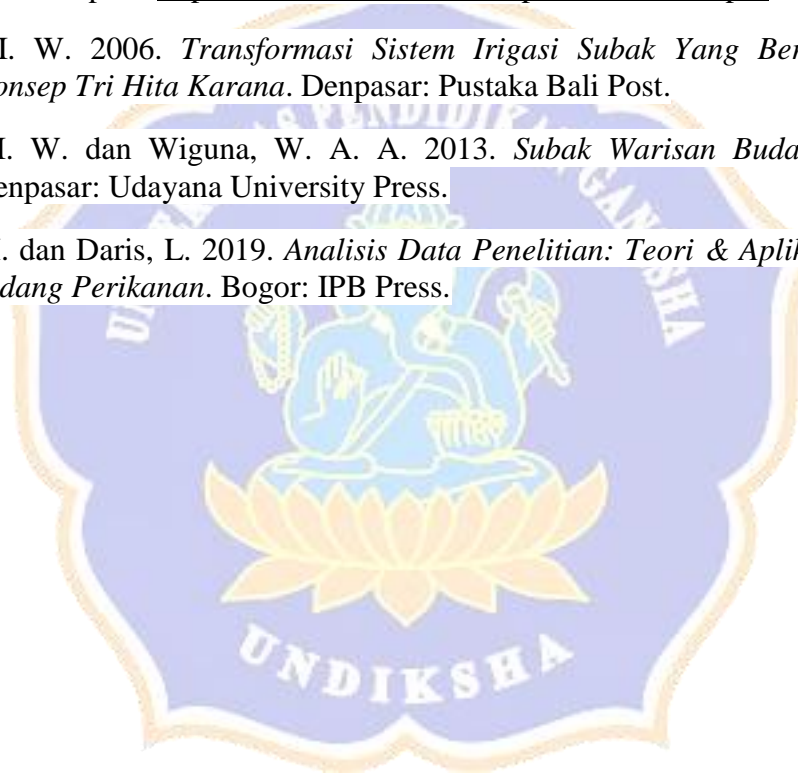 I. W. 2006. Transformasi Sistem Irigasi Subak Yang Ber
onsep Tri Hita Karana. Denpasar: Pustaka Bali Post.
I. W. dan Wiguna, W. A. A. 2013. Subak Warisan Buda
enpasar: Udayana University Press.
. dan Daris, L. 2019. Analisis Data Penelitian: Teori & Aplik
dang Perikanan. Bogor: IPB Press.
UNDIKSHA